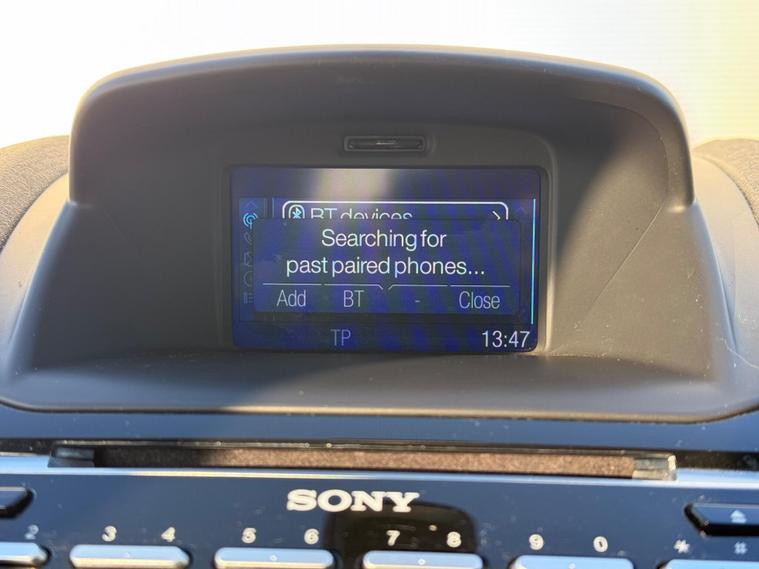 BT devices
Searching for
past paired phones...
Add BT - Close
TP 13:47
SONY
2 3 4 5 6 7 8 9 0 * #